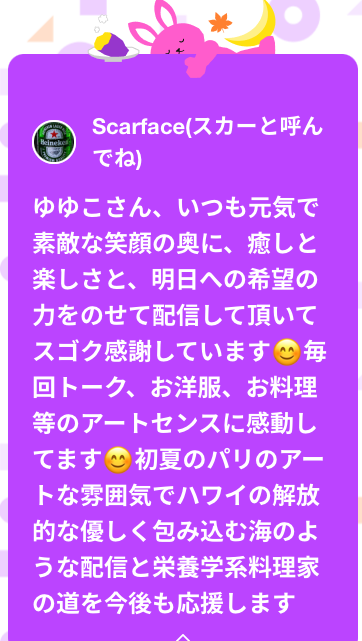 Scarface(スカーと呼ん
でね)
ゆゆこさん、いつも元気で
素敵な笑顔の奥に、癒しと
楽しさと、明日への希望の
力をのせて配信して頂いて
スゴク感謝しています😊毎
回トーク、お洋服、お料理
等のアートセンスに感動し
てます😊初夏のパリのアー
トな雰囲気でハワイの解放
的な優しく包み込む海のよ
うな配信と栄養学系料理家
の道を今後も応援します